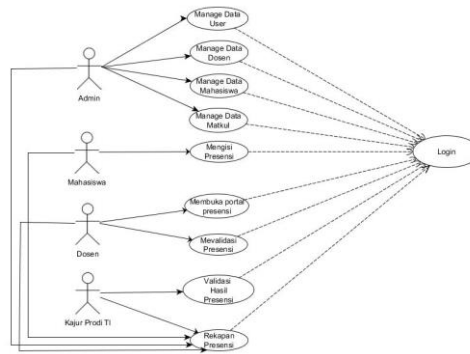 Manage Data
User
Manage Data
Dosen
Admin
Manage Data
Mahasiswa
Manage Data
Matkul
Mengisi
Presensi
Login
Mahasiswa
Membuka portal
presensi
Mevalidasi
Presensi
Dosen
Validasi
Hasil
Presensi
Kajur Prodi TI
Rekapan
Presensi